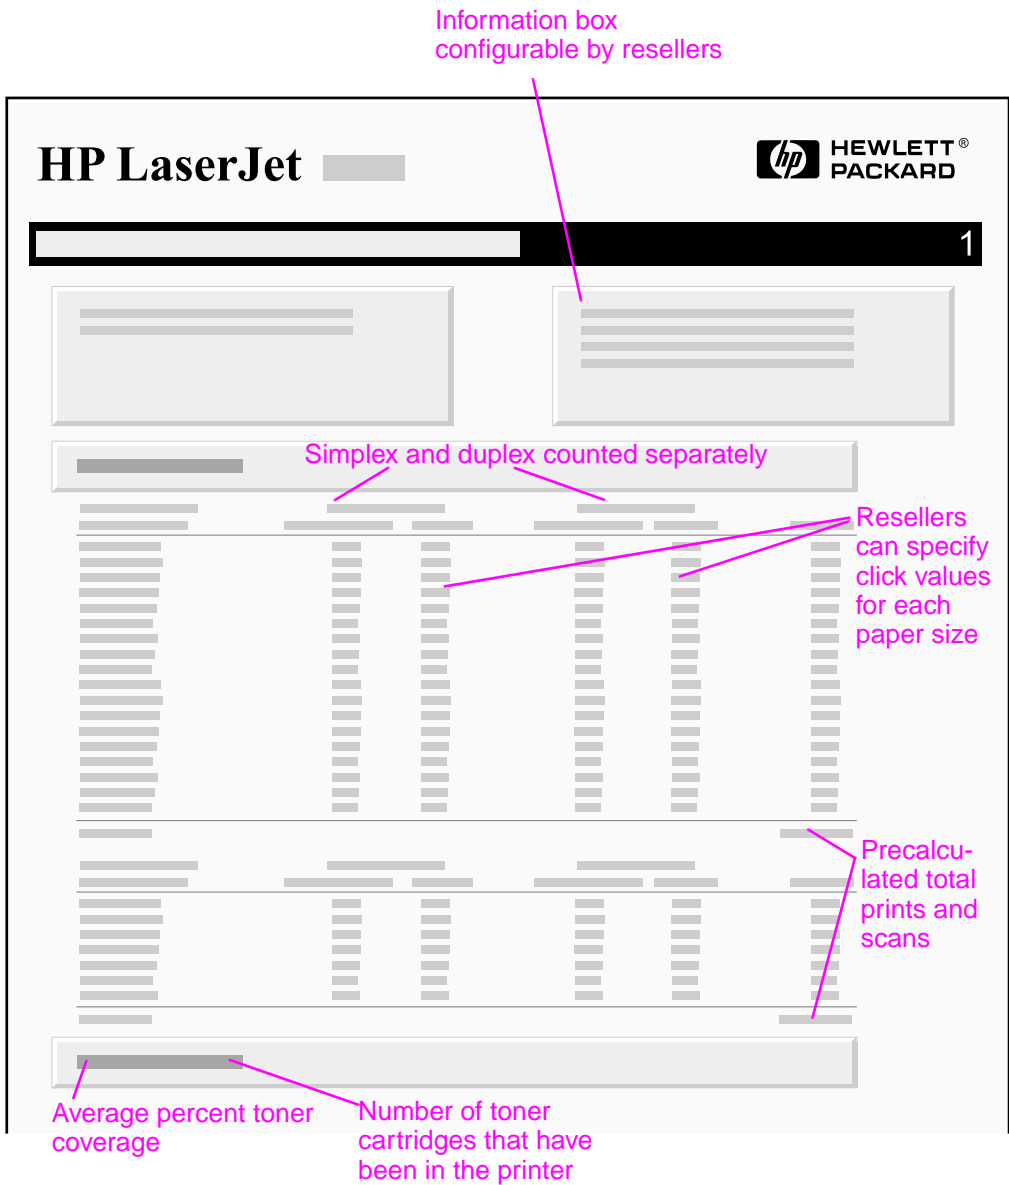 Information box
configurable by resellers
HP LaserJet
hp
HEWLETT®
PACKARD
1
Simplex and duplex counted separately
Resellers
can specify
click values
for each
paper size
Precalcu-
lated total
prints and
scans
Average percent toner
coverage
Number of toner
cartridges that have
been in the printer